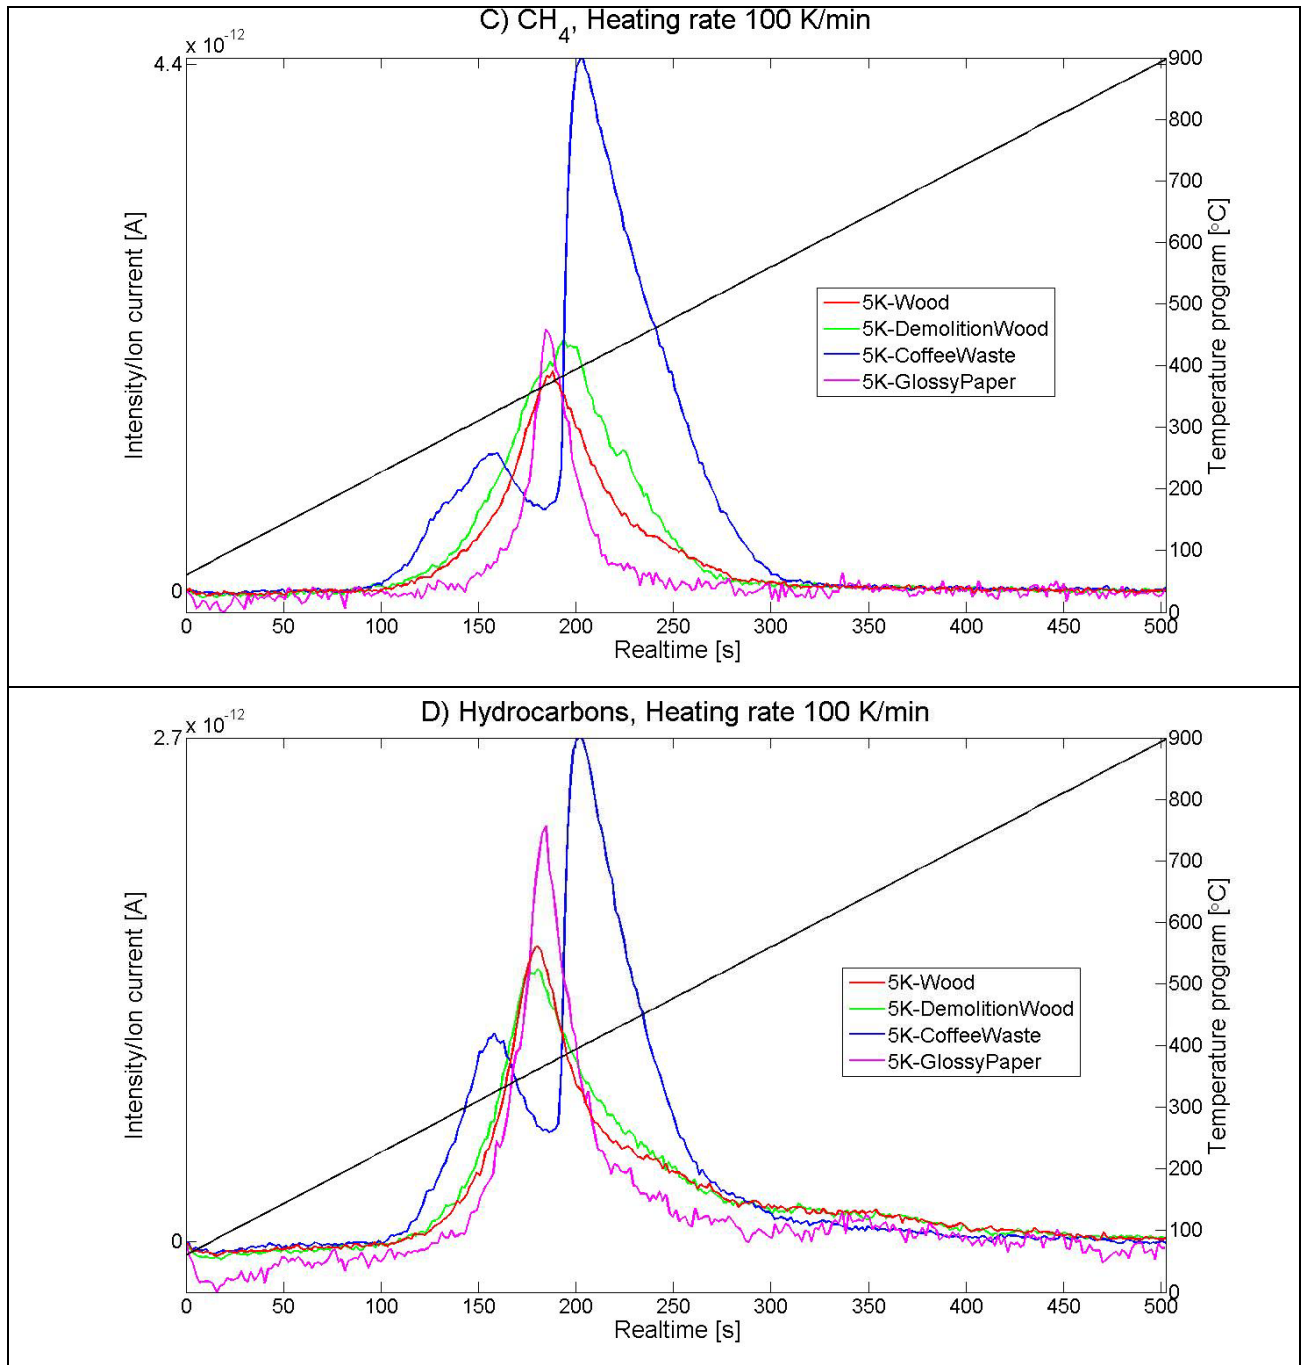 C) CH4, Heating rate 100 K/min
x 10-12
4.4
0
Intensity/Ion current [A]
900
800
700
600
500
400
300
200
100
0
Temperature program [°C]
5K-Wood
5K-DemolitionWood
5K-CoffeeWaste
5K-GlossyPaper
0 50 100 150 200 250 300 350 400 450 500
Realtime [s]
D) Hydrocarbons, Heating rate 100 K/min
x 10-12
2.7
0
Intensity/Ion current [A]
900
800
700
600
500
400
300
200
100
0
Temperature program [°C]
5K-Wood
5K-DemolitionWood
5K-CoffeeWaste
5K-GlossyPaper
0 50 100 150 200 250 300 350 400 450 500
Realtime [s]